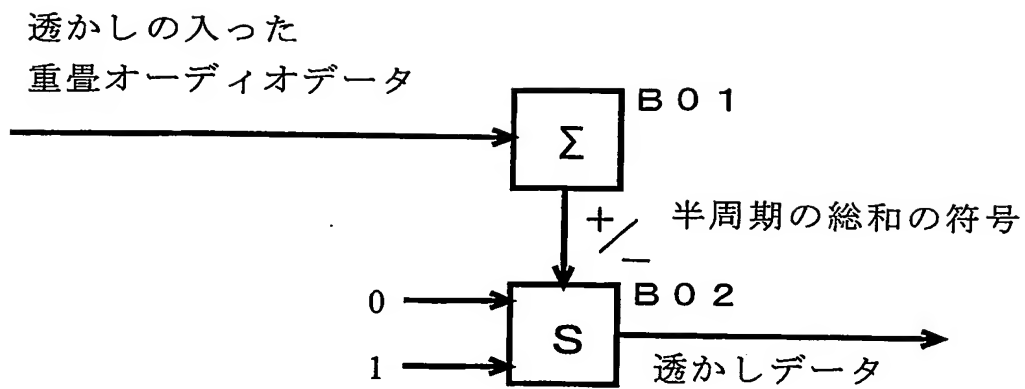 透かしの入った
重畳オーディオデータ
Ｂ０１
Σ
+／− 半周期の総和の符号
0
Ｂ０２
S
1
透かしデータ